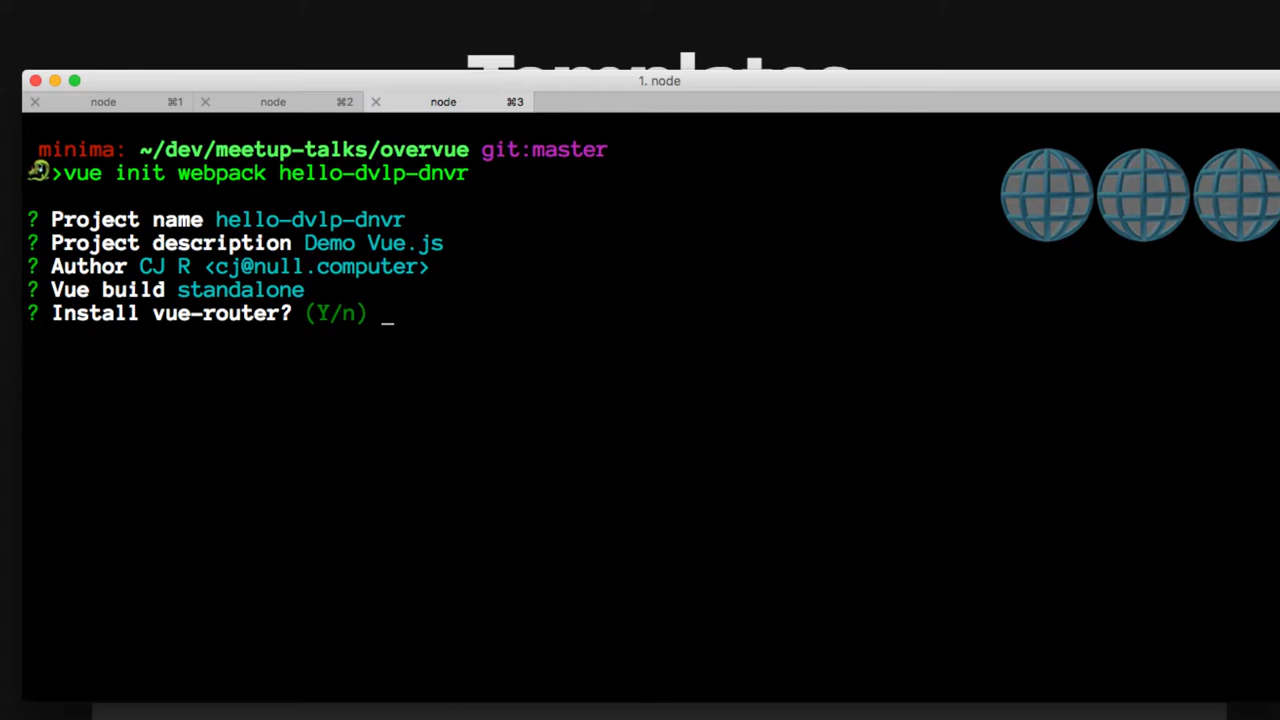 Templates
1. node
node ⌘1 node ⌘2 node ⌘3
minima: ~/dev/meetup-talks/overvue git:master
>vue init webpack hello-dvlp-dnvr
? Project name hello-dvlp-dnvr
? Project description Demo Vue.js
? Author CJ R <cj@null.computer>
? Vue build standalone
? Install vue-router? (Y/n) _